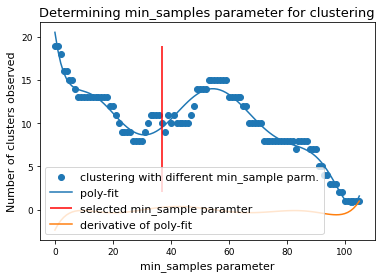 Determining min_samples parameter for clustering
Number of clusters observed
20
15
10
5
0
clustering with different min_sample parm.
poly-fit
selected min_sample paramter
derivative of poly-fit
0
20
40
60
80
100
min_samples parameter